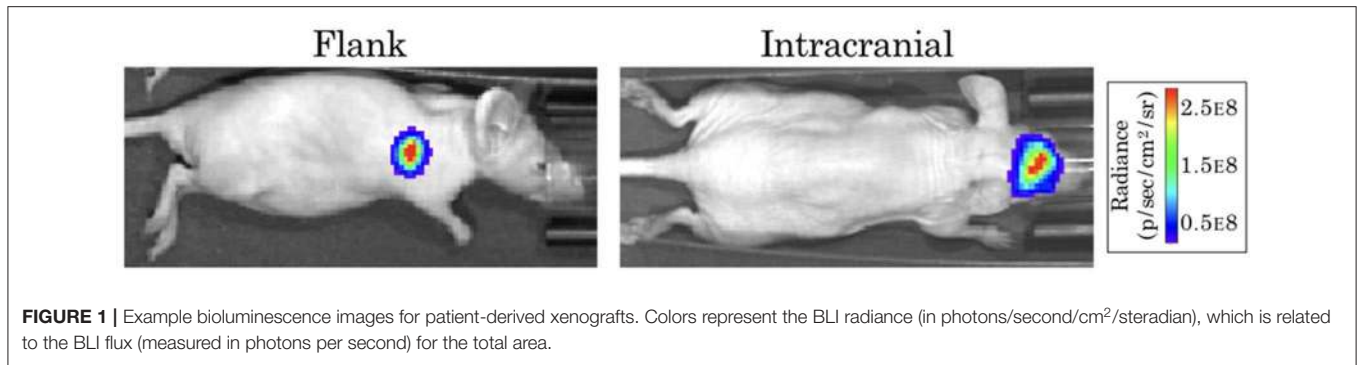 Flank
Intracranial
Radiance
(p/sec/cm²/sr)
2.5E8
1.5E8
0.5E8
FIGURE 1 | Example bioluminescence images for patient-derived xenografts. Colors represent the BLI radiance (in photons/second/cm²/steradian), which is related
to the BLI flux (measured in photons per second) for the total area.